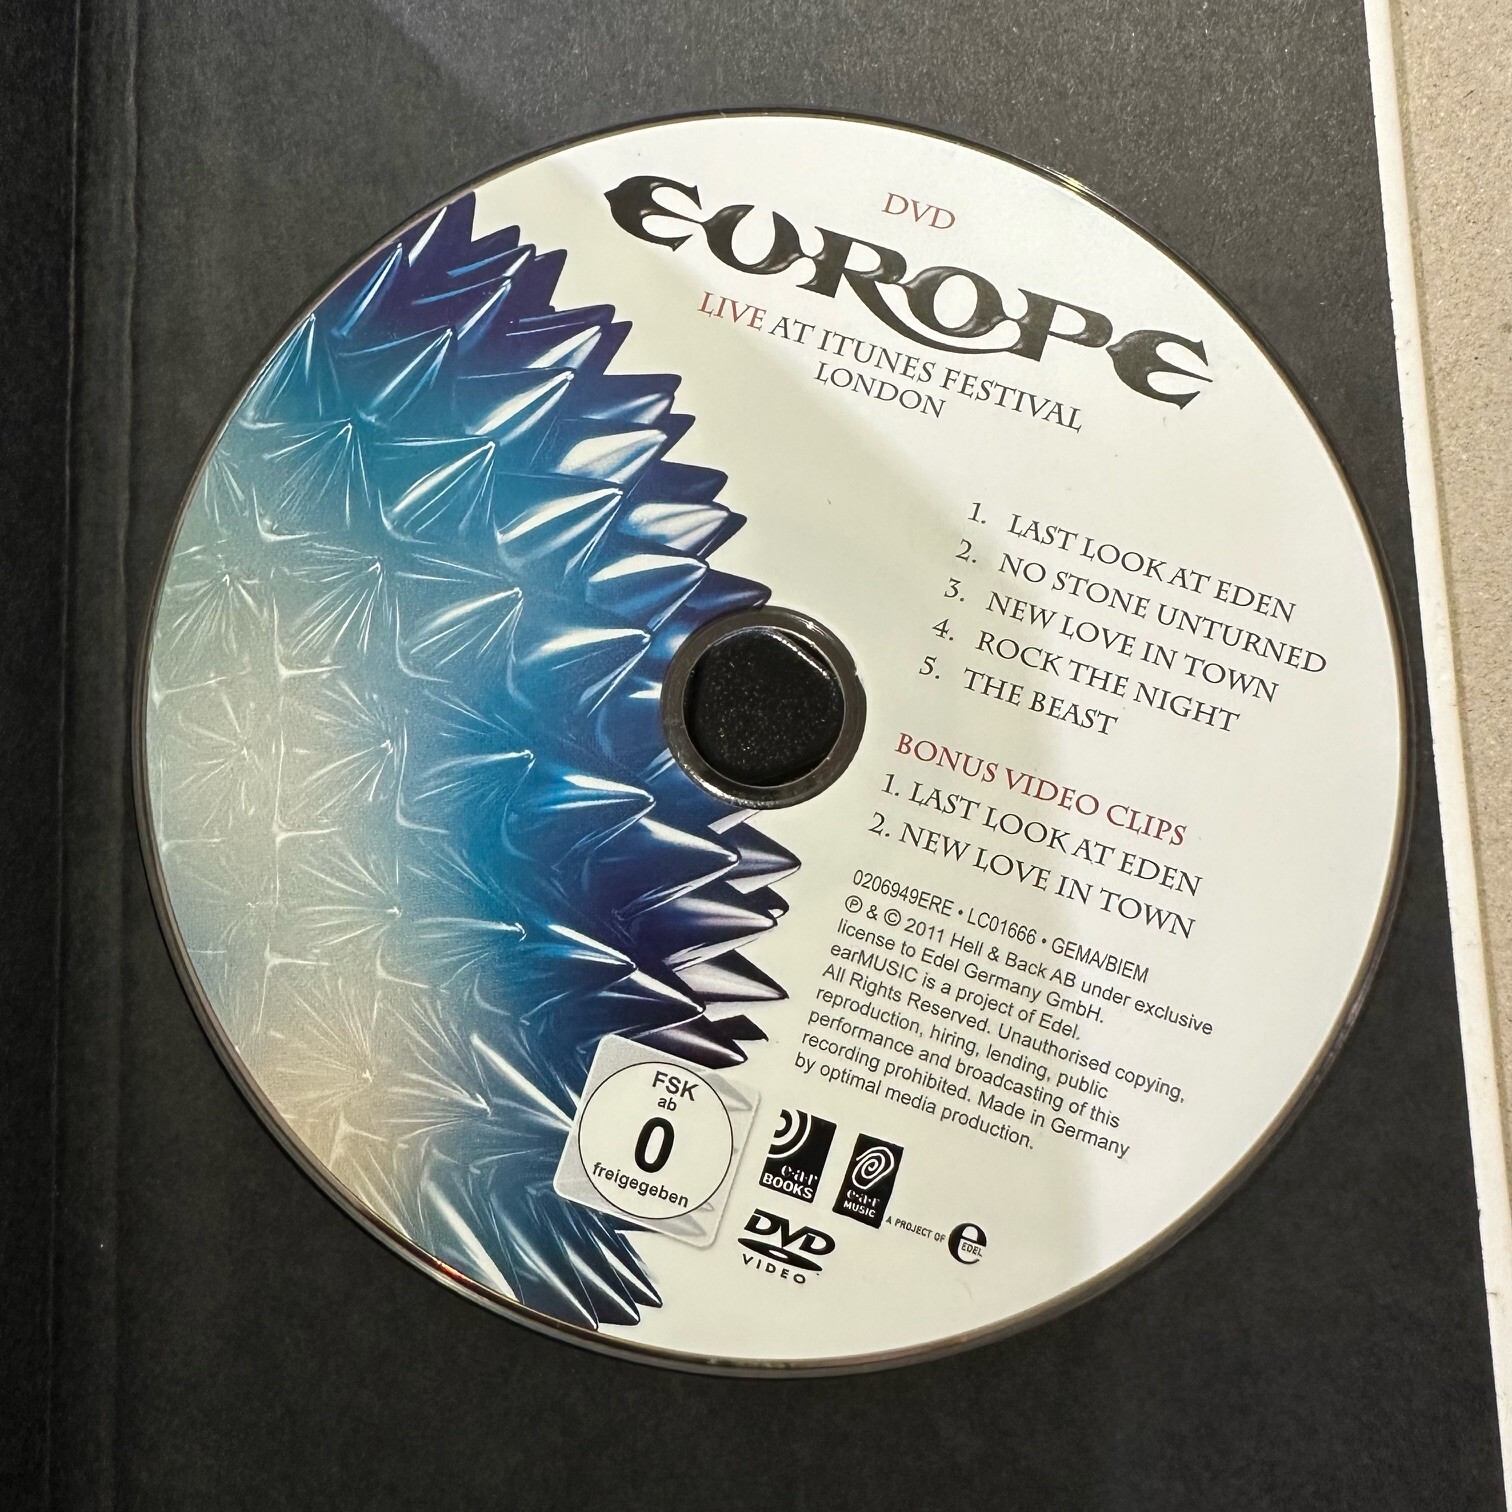 DVD
EUROPE
LIVE AT ITUNES FESTIVAL
LONDON
1. LAST LOOK AT EDEN
2. NO STONE UNTURNED
3. NEW LOVE IN TOWN
4. ROCK THE NIGHT
5. THE BEAST
BONUS VIDEO CLIPS
1. LAST LOOK AT EDEN
2. NEW LOVE IN TOWN
0206949ERE • LC01666 • GEMA/BIEM
℗ & © 2011 Hell & Back AB under exclusive
license to Edel Germany GmbH.
earMUSIC is a project of Edel.
All Rights Reserved. Unauthorised copying,
reproduction, hiring, lending, public
performance and broadcasting of this
recording prohibited. Made in Germany
by optimal media production.
FSK
ab
0
freigegeben
e·a·r
BOOKS
e·a·r
MUSIC
A PROJECT OF
e
EDEL
DVD
VIDEO